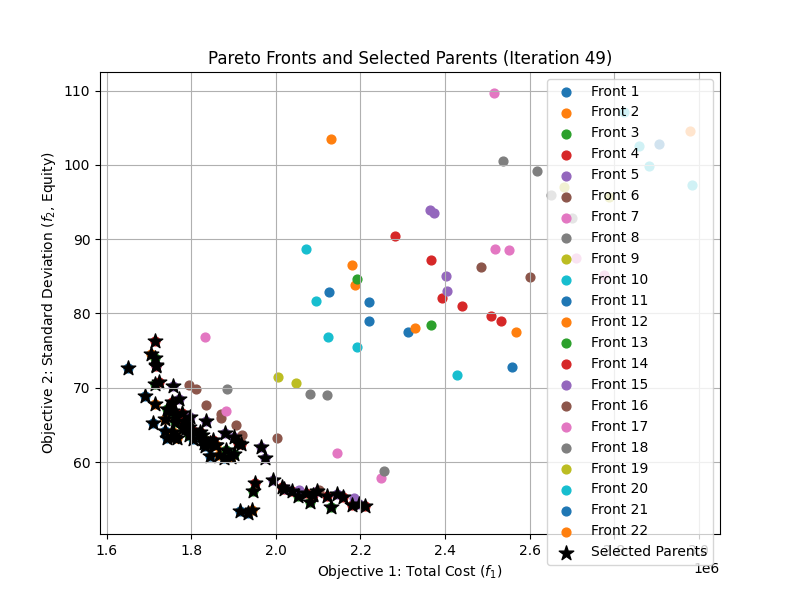 Pareto Fronts and Selected Parents (Iteration 49)
Objective 2: Standard Deviation (f₂, Equity)
110
100
90
80
70
60
1.6
1.8
2.0
2.2
2.4
2.6
1e6
Objective 1: Total Cost (f₁)
Front 1
Front 2
Front 3
Front 4
Front 5
Front 6
Front 7
Front 8
Front 9
Front 10
Front 11
Front 12
Front 13
Front 14
Front 15
Front 16
Front 17
Front 18
Front 19
Front 20
Front 21
Front 22
Selected Parents